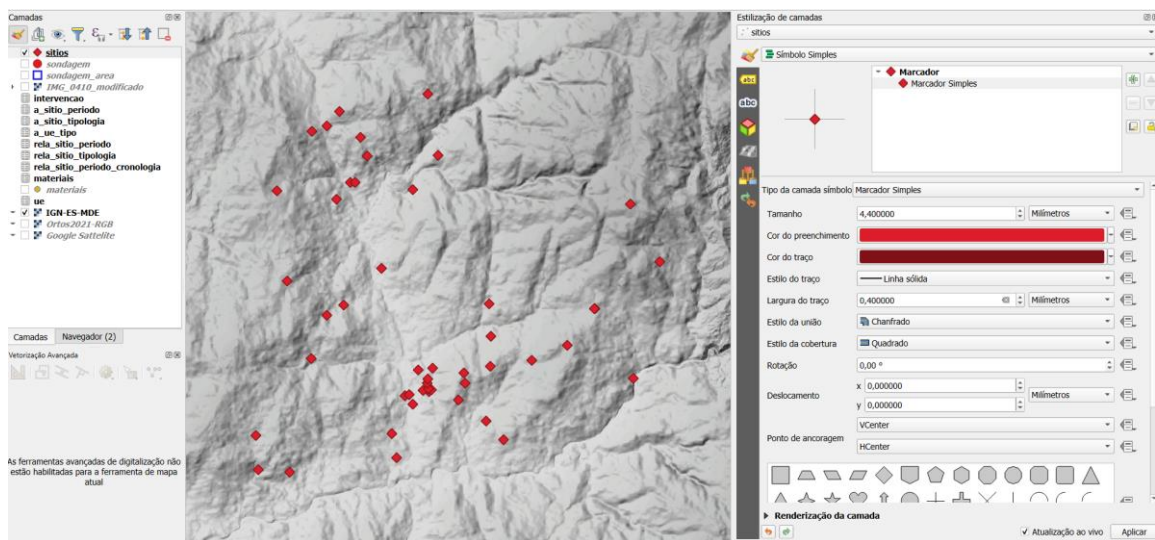 Camadas
sitios
sondagem
sondagem_area
IMG_0410_modificado
intervencao
a_sitio_periodo
a_sitio_tipologia
a_ue_tipo
rela_sitio_periodo
rela_sitio_tipologia
rela_sitio_periodo_cronologia
materiais
materiais
ue
IGN-ES-MDE
Ortos2021-RGB
Google Sattelite
Camadas Navegador (2)
Vetorização Avançada
As ferramentas avançadas de digitalização não
estão habilitadas para a ferramenta de mapa
atual
Estilização de camadas
sitios
Símbolo Simples
abc
abc
Marcador
Marcador Simples
Tipo da camada símbolo Marcador Simples
Tamanho 4,400000 Milímetros
Cor do preenchimento
Cor do traço
Estilo do traço Linha sólida
Largura do traço 0,400000 Milímetros
Estilo da união Chanfrado
Estilo da cobertura Quadrado
Rotação 0,00 °
Deslocamento x 0,000000 Milímetros
y 0,000000
Ponto de ancoragem VCenter
HCenter
Renderização da camada
Atualização ao vivo Aplicar